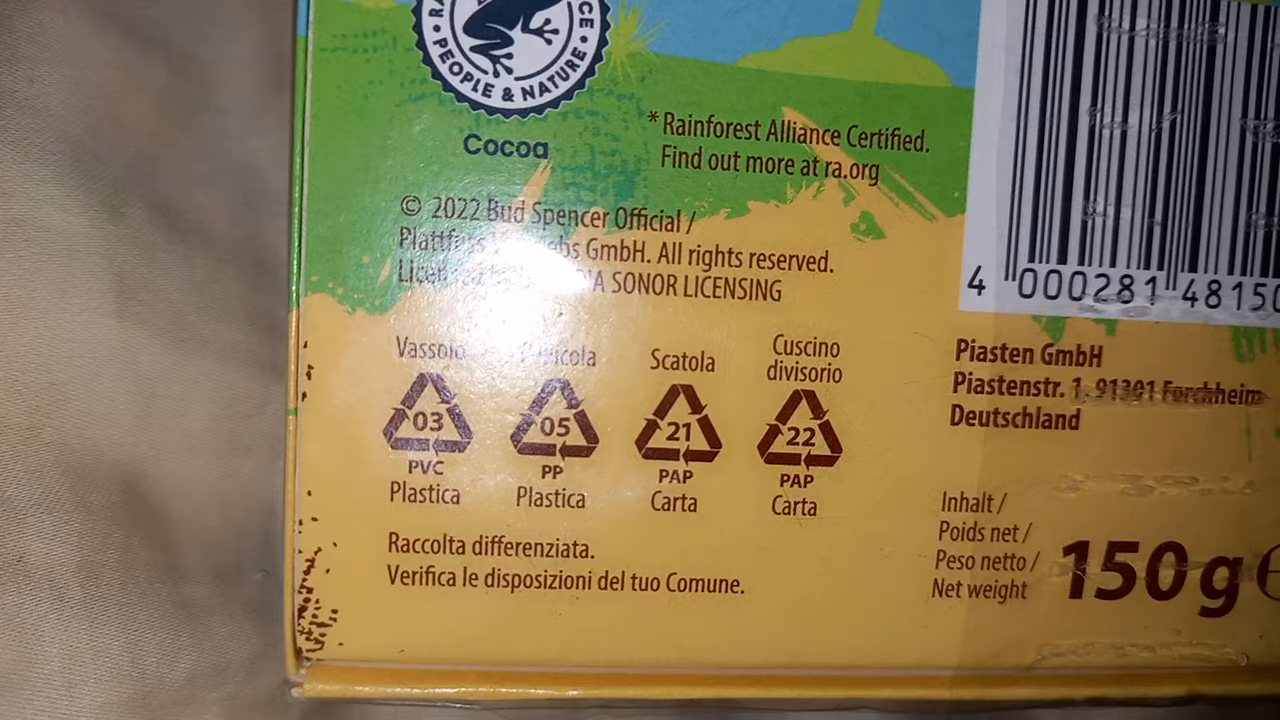 PEOPLE & NATURE
Cocoa
* Rainforest Alliance Certified.
Find out more at ra.org
© 2022 Bud Spencer Official /
GmbH. All rights reserved.
SONOR LICENSING
4 000281 4815
Vassoio
Scatola
Cuscino
divisorio
03
05
21
22
PVC
PP
PAP
PAP
Plastica
Plastica
Carta
Carta
Raccolta differenziata.
Verifica le disposizioni del tuo Comune.
Piasten GmbH
Piastenstr. 1, 91301 Forchheim
Deutschland
Inhalt /
Poids net /
Peso netto /
Net weight
150 g